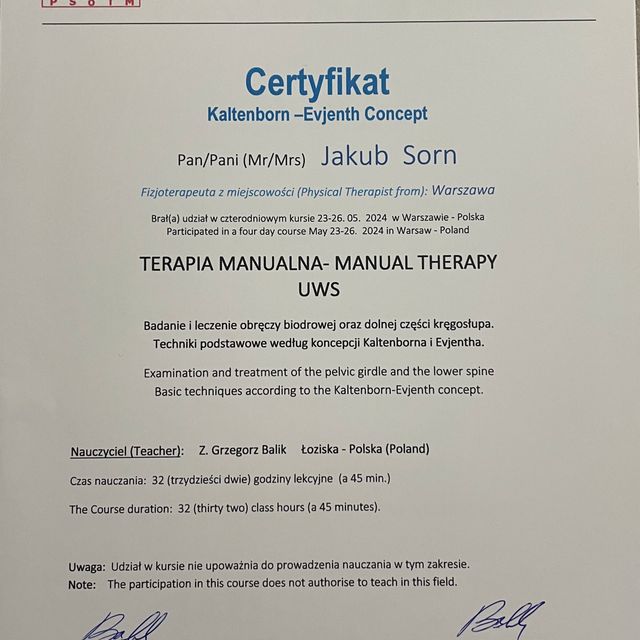 PSOTM
Certyfikat
Kaltenborn –Evjenth Concept
Pan/Pani (Mr/Mrs) Jakub Sorn
Fizjoterapeuta z miejscowości (Physical Therapist from): Warszawa
Brał(a) udział w czterodniowym kursie 23-26. 05. 2024 w Warszawie - Polska
Participated in a four day course May 23-26. 2024 in Warsaw - Poland
TERAPIA MANUALNA- MANUAL THERAPY
UWS
Badanie i leczenie obręczy biodrowej oraz dolnej części kręgosłupa.
Techniki podstawowe według koncepcji Kaltenborna i Evjentha.
Examination and treatment of the pelvic girdle and the lower spine
Basic techniques according to the Kaltenborn-Evjenth concept.
Nauczyciel (Teacher): Z. Grzegorz Balik Łoziska - Polska (Poland)
Czas nauczania: 32 (trzydzieści dwie) godziny lekcyjne (a 45 min.)
The Course duration: 32 (thirty two) class hours (a 45 minutes).
Uwaga: Udział w kursie nie upoważnia do prowadzenia nauczania w tym zakresie.
Note: The participation in this course does not authorise to teach in this field.